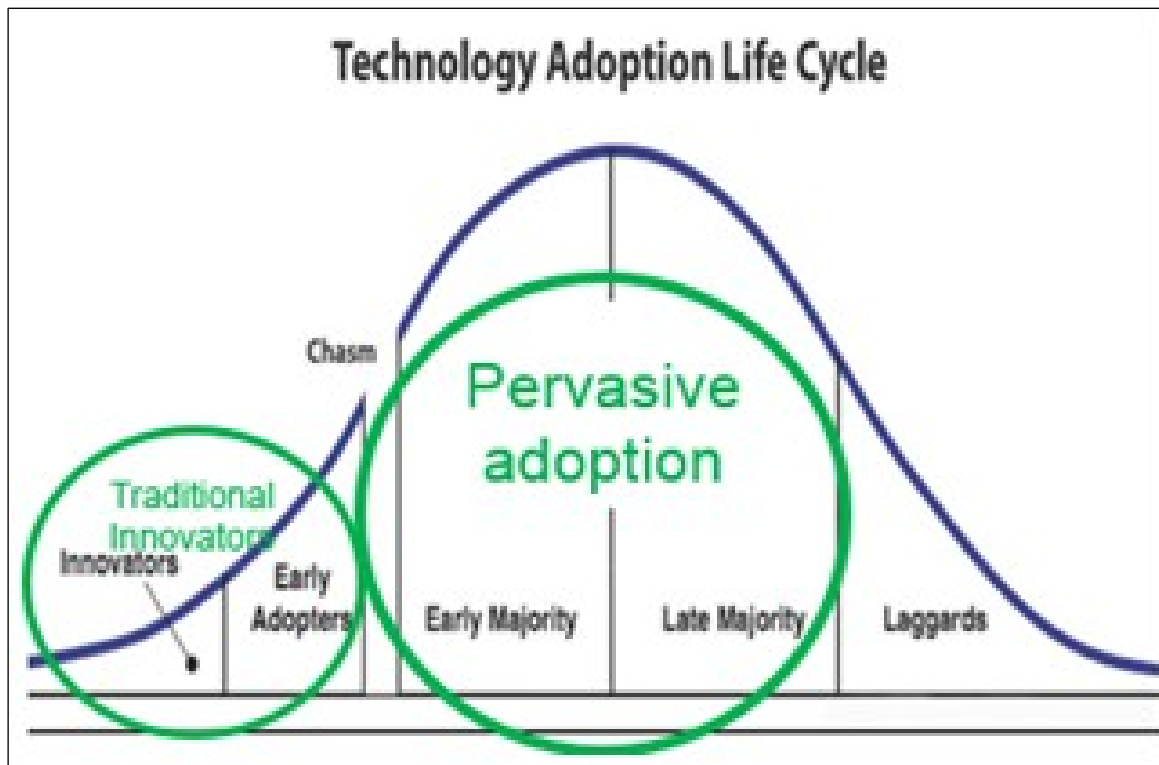 Technology Adoption Life Cycle
Chasm
Pervasive
adoption
Traditional
Innovators
Innovators
Early
Adopters
Early Majority
Late Majority
Laggards